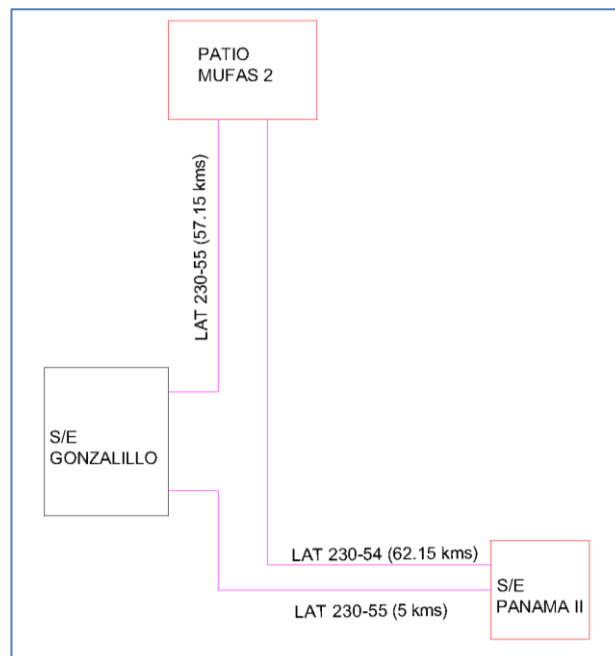 PATIO
MUFAS 2
LAT 230-55 (57.15 kms)
S/E
GONZALILLO
LAT 230-54 (62.15 kms)
LAT 230-55 (5 kms)
S/E
PANAMA II